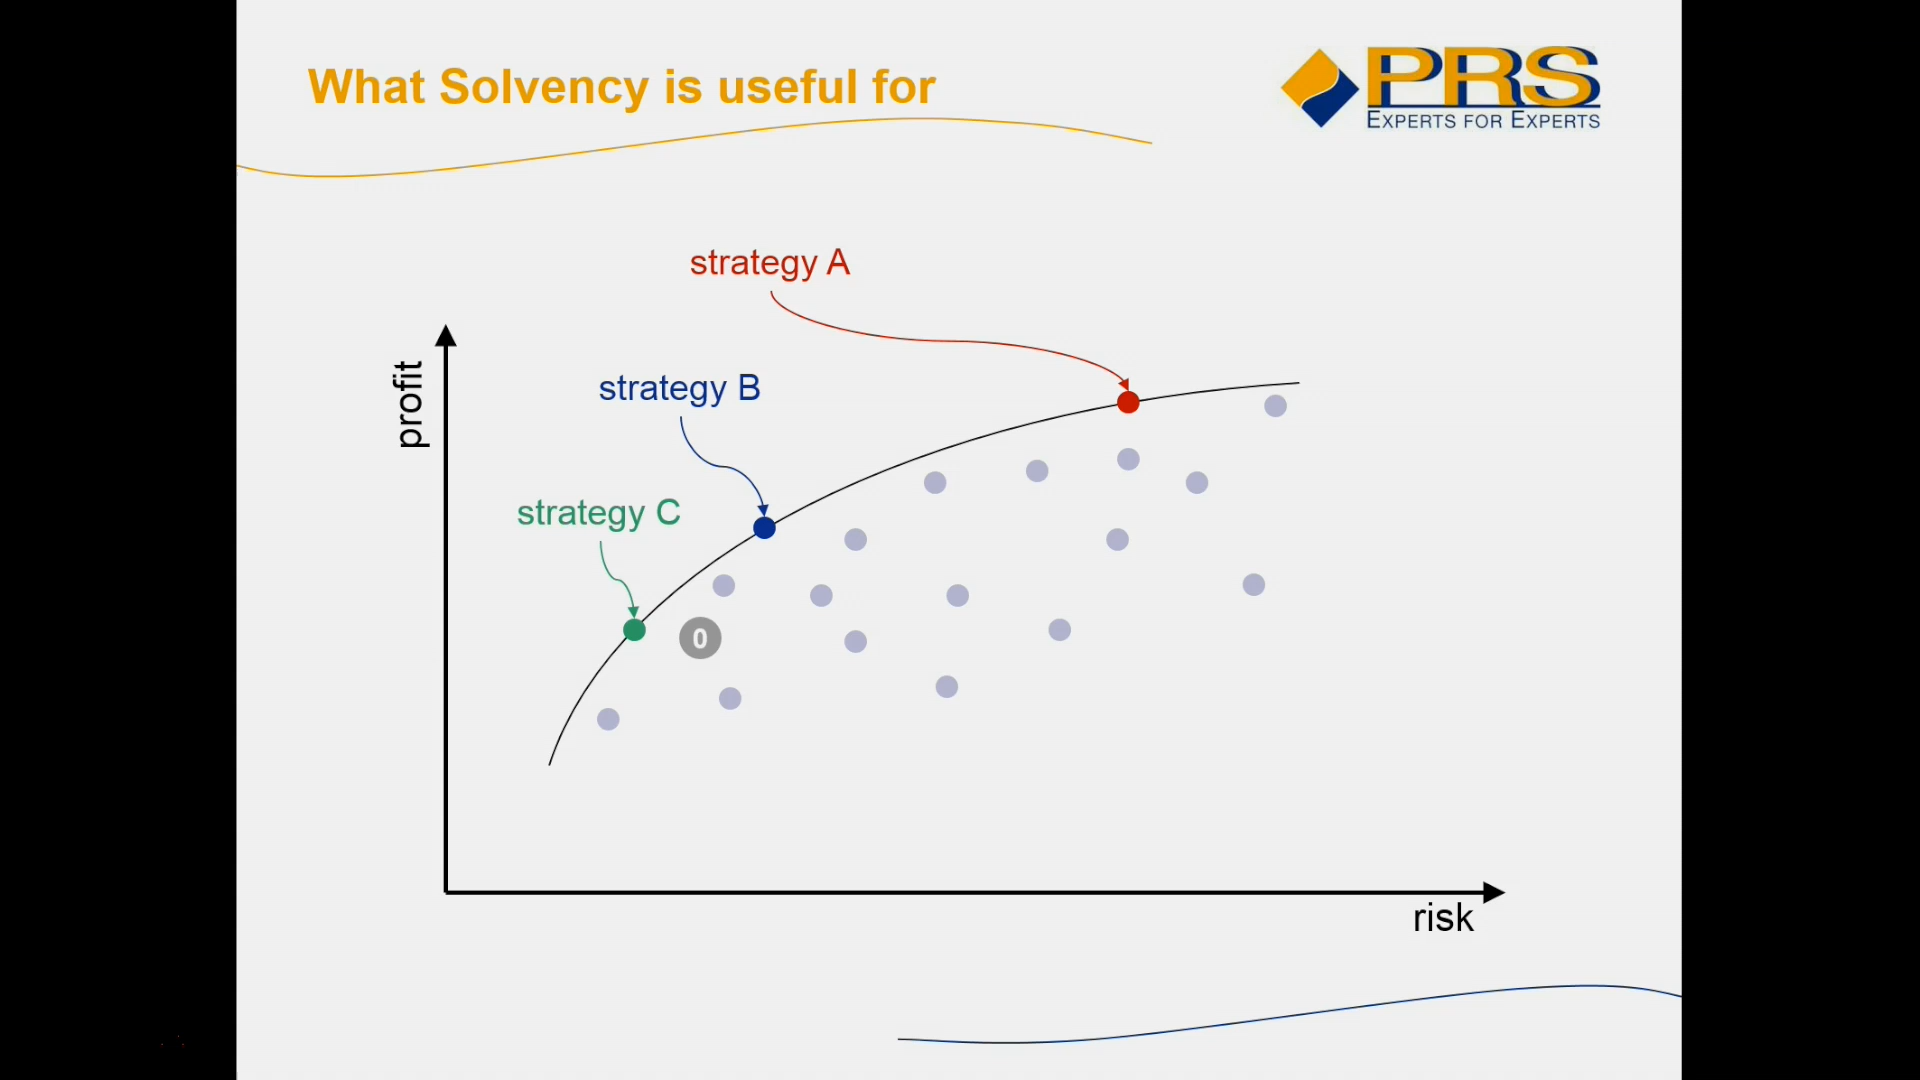 What Solvency is useful for
PRS
EXPERTS FOR EXPERTS
strategy A
strategy B
strategy C
profit
0
risk